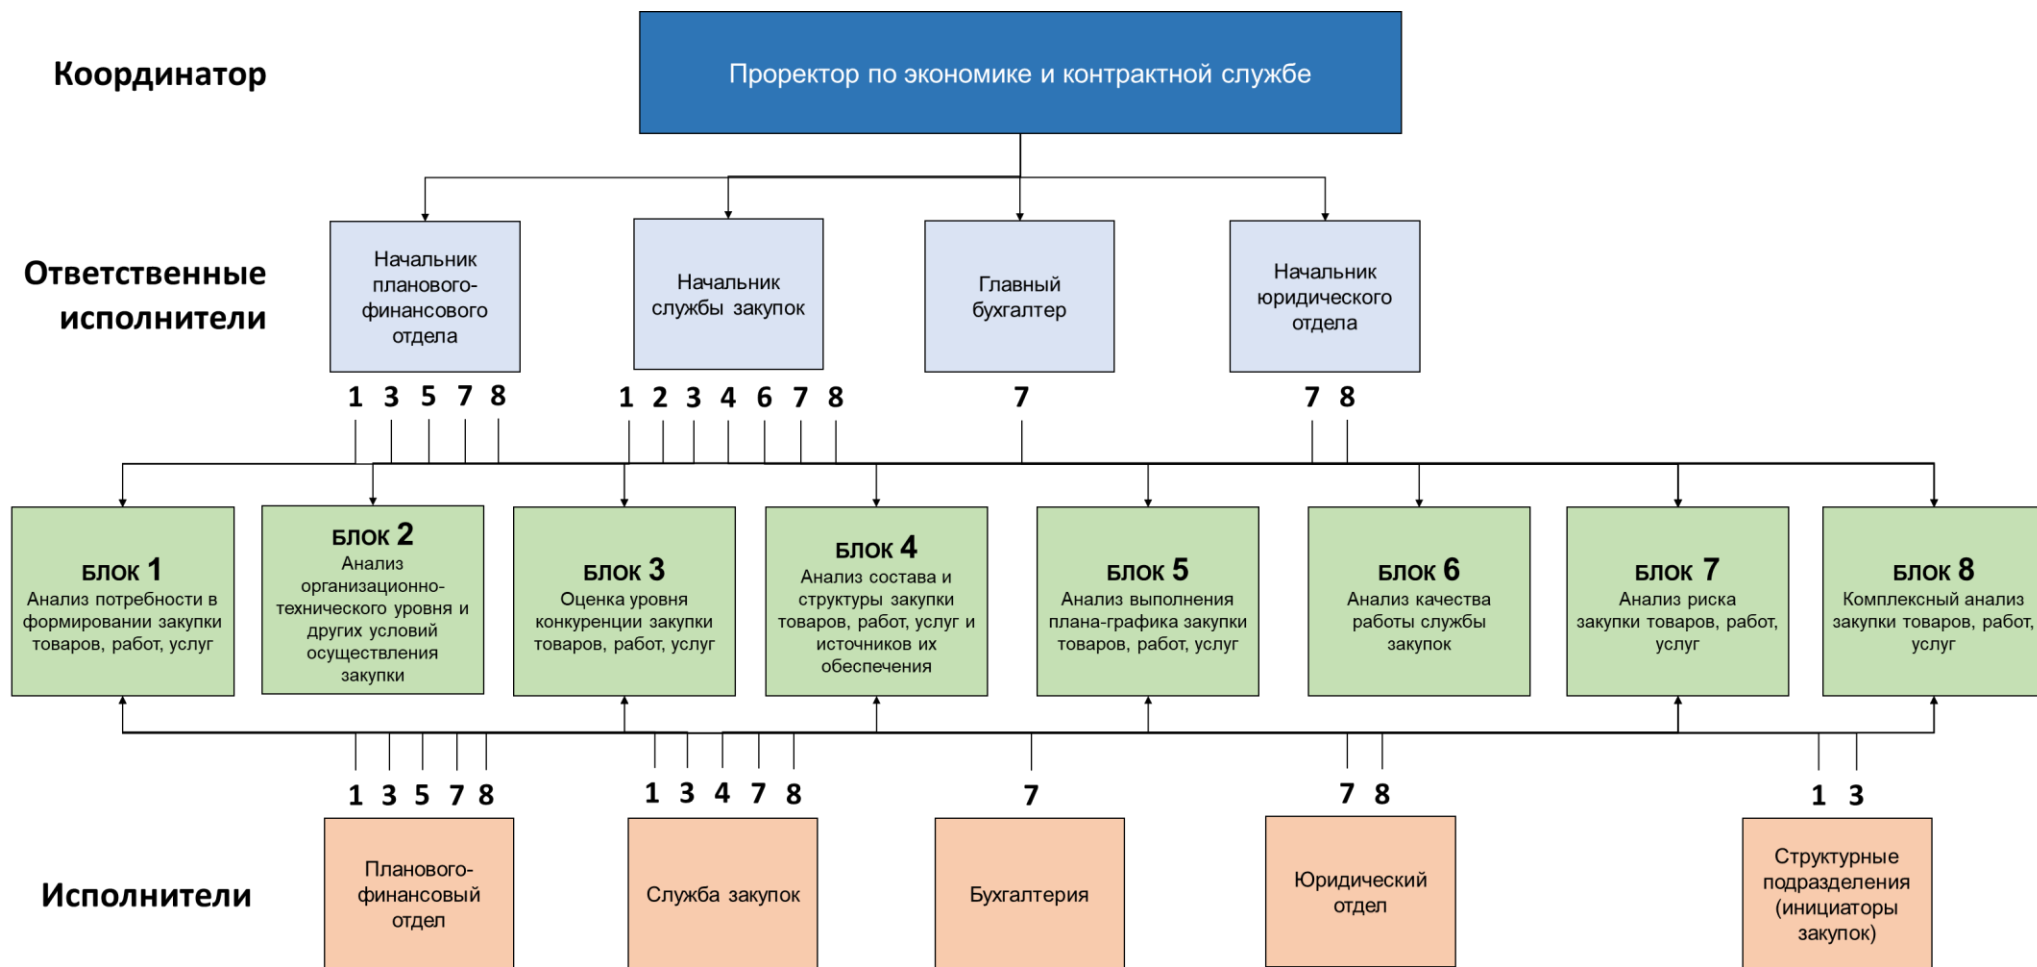 Координатор
Проректор по экономике и контрактной службе
Ответственные
исполнители
Начальник
планового-
финансового
отдела
Начальник
службы закупок
Главный
бухгалтер
Начальник
юридического
отдела
1 3 5 7 8
1 2 3 4 6 7 8
7
7 8
БЛОК 1
Анализ потребности в
формировании закупки
товаров, работ, услуг
БЛОК 2
Анализ
организационно-
технического уровня и
других условий
осуществления
закупки
БЛОК 3
Оценка уровня
конкуренции закупки
товаров, работ, услуг
БЛОК 4
Анализ состава и
структуры закупки
товаров, работ, услуг и
источников их
обеспечения
БЛОК 5
Анализ выполнения
плана-графика закупки
товаров, работ, услуг
БЛОК 6
Анализ качества
работы службы
закупок
БЛОК 7
Анализ риска
закупки товаров, работ,
услуг
БЛОК 8
Комплексный анализ
закупки товаров, работ,
услуг
1 3 5 7 8
1 3 4 7 8
7
7 8
1 3
Исполнители
Планового-
финансовый
отдел
Служба закупок
Бухгалтерия
Юридический
отдел
Структурные
подразделения
(инициаторы
закупок)